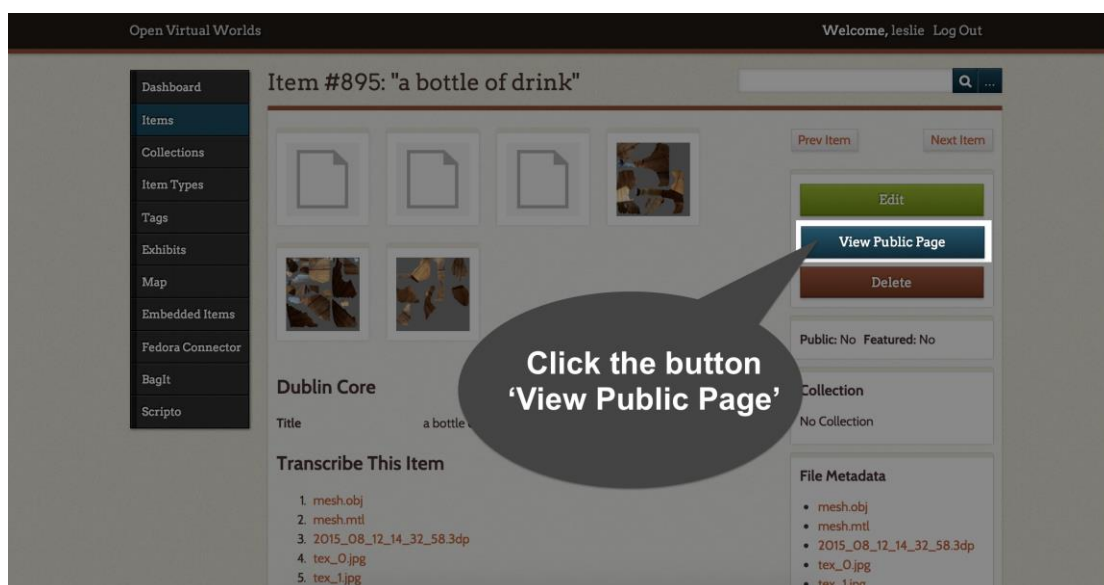 Open Virtual Worlds
Welcome, leslie Log Out
Dashboard
Items
Collections
Item Types
Tags
Exhibits
Map
Embedded Items
Fedora Connector
BagIt
Scripto
Item #895: "a bottle of drink"
...
Prev Item
Next Item
Edit
View Public Page
Delete
Click the button
‘View Public Page’
Public: No Featured: No
Dublin Core
Title
a bottle
Transcribe This Item
1. mesh.obj
2. mesh.mtl
3. 2015_08_12_14_32_58.3dp
4. tex_0.jpg
5. tex_1.jpg
Collection
No Collection
File Metadata
• mesh.obj
• mesh.mtl
• 2015_08_12_14_32_58.3dp
• tex_0.jpg
• tex_1.jpg